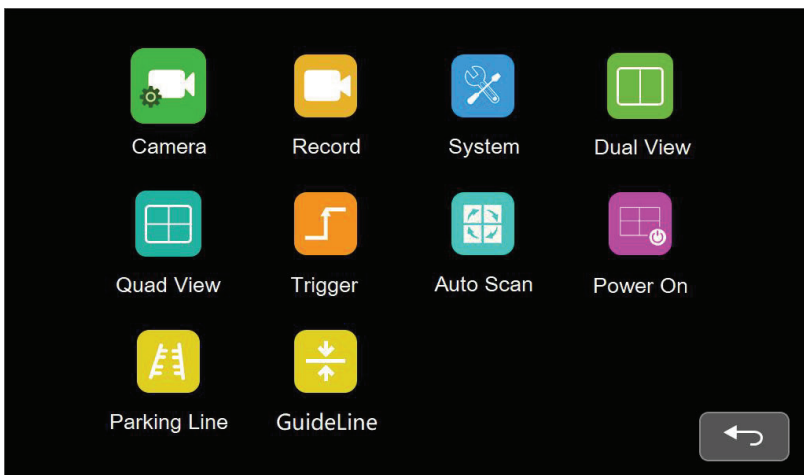 Camera Record System Dual View
Quad View Trigger Auto Scan Power On
Parking Line GuideLine